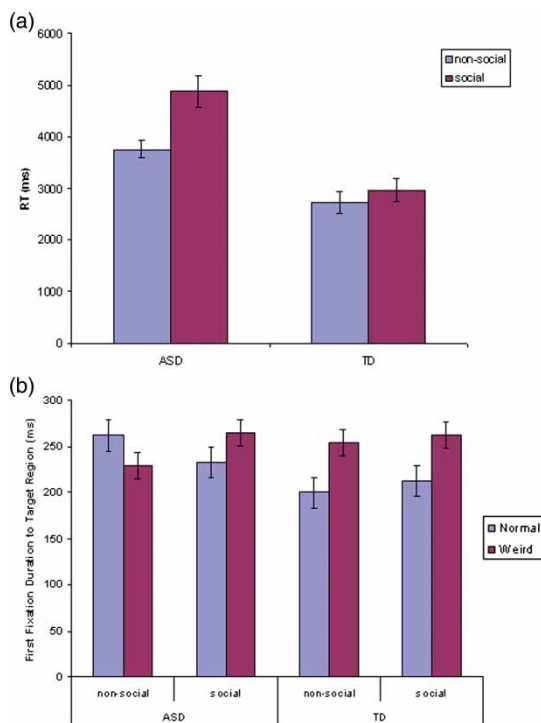 (a)
6000
5000
4000
3000
2000
1000
0
RT (ms)
non-social
social
ASD TD
(b)
300
250
200
150
100
50
0
First Fixation Duration to Target Region (ms)
Normal
Weird
non-social social non-social social
ASD TD